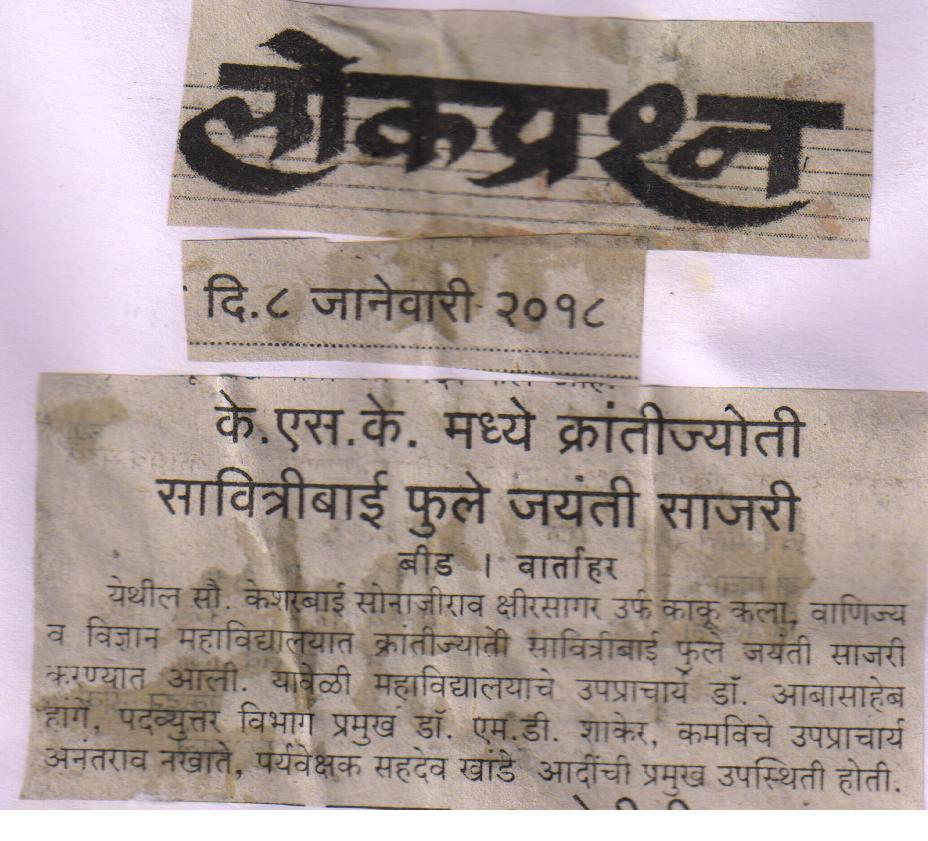 लोकप्रश्न
दि.८ जानेवारी २०१८
के.एस.के. मध्ये क्रांतीज्योती
सावित्रीबाई फुले जयंती साजरी
बीड । वार्ताहर
येथील सौ. केशरबाई सोनाजीराव क्षीरसागर उर्फ काकू कला, वाणिज्य
व विज्ञान महाविद्यालयात क्रांतीज्योती सावित्रीबाई फुले जयंती साजरी
करण्यात आली. यावेळी महाविद्यालयाचे उपप्राचार्य डॉ. आबासाहेब
हांगे, पदव्युत्तर विभाग प्रमुख डॉ. एम.डी. शाकेर, कमविचे उपप्राचार्य
अनंतराव नखाते, पर्यवेक्षक सहदेव खांडे आदींची प्रमुख उपस्थिती होती.